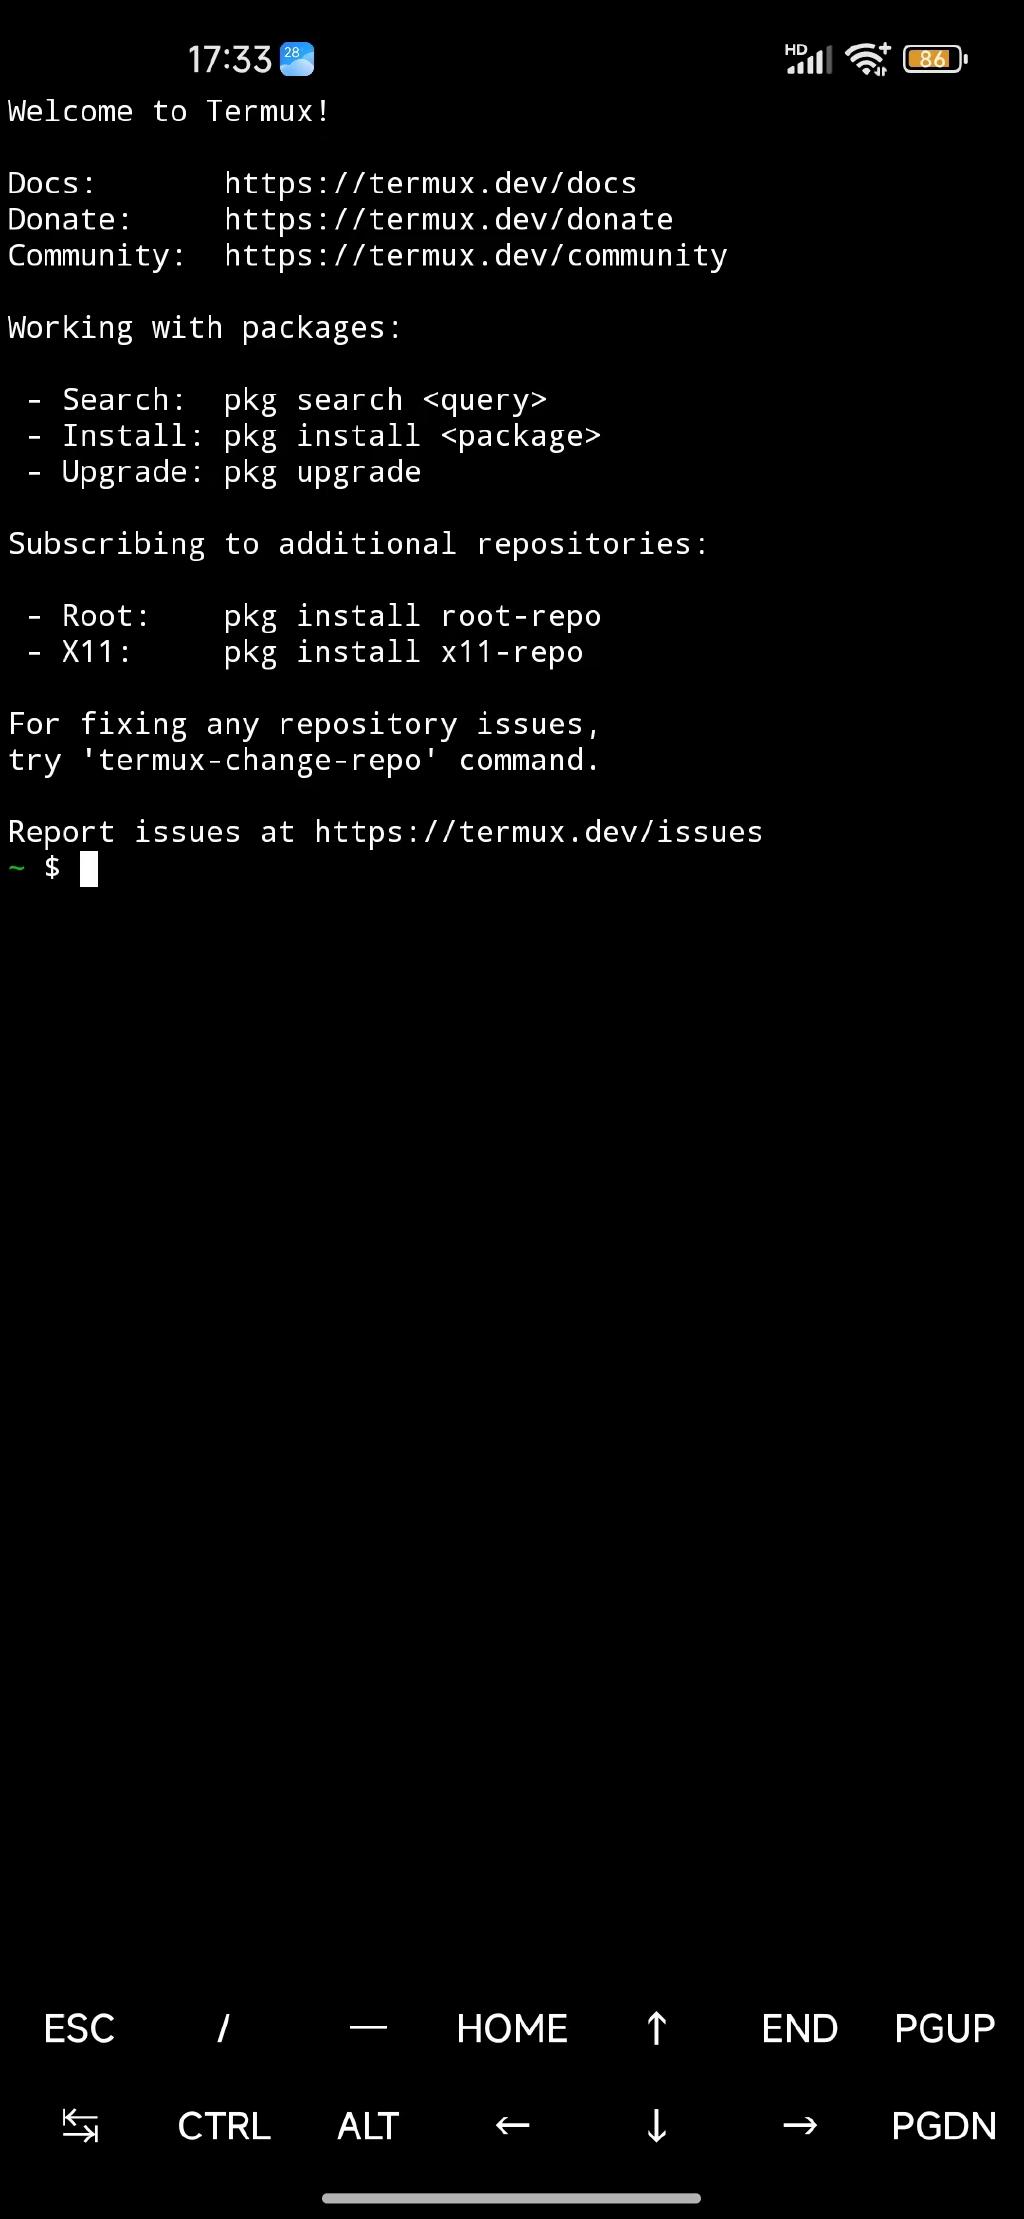 17:33 28 HD 86
Welcome to Termux!
Docs: https://termux.dev/docs
Donate: https://termux.dev/donate
Community: https://termux.dev/community
Working with packages:
- Search: pkg search <query>
- Install: pkg install <package>
- Upgrade: pkg upgrade
Subscribing to additional repositories:
- Root: pkg install root-repo
- X11: pkg install x11-repo
For fixing any repository issues,
try 'termux-change-repo' command.
Report issues at https://termux.dev/issues
~ $
ESC / — HOME ↑ END PGUP
↹ CTRL ALT ← ↓ → PGDN